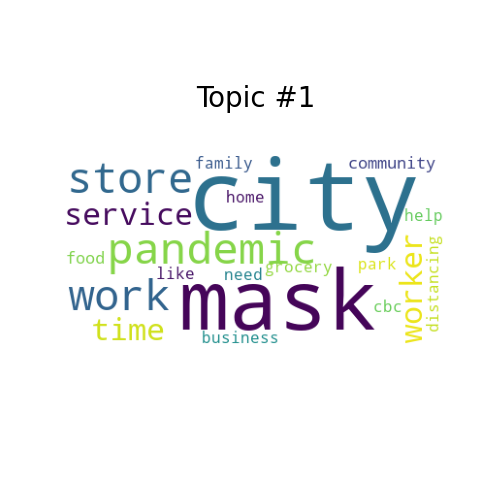 Topic #1
family
community
store
city
home
service
help
pandemic
worker
distancing
food
like
need
grocery
park
work
mask
cbc
time
business